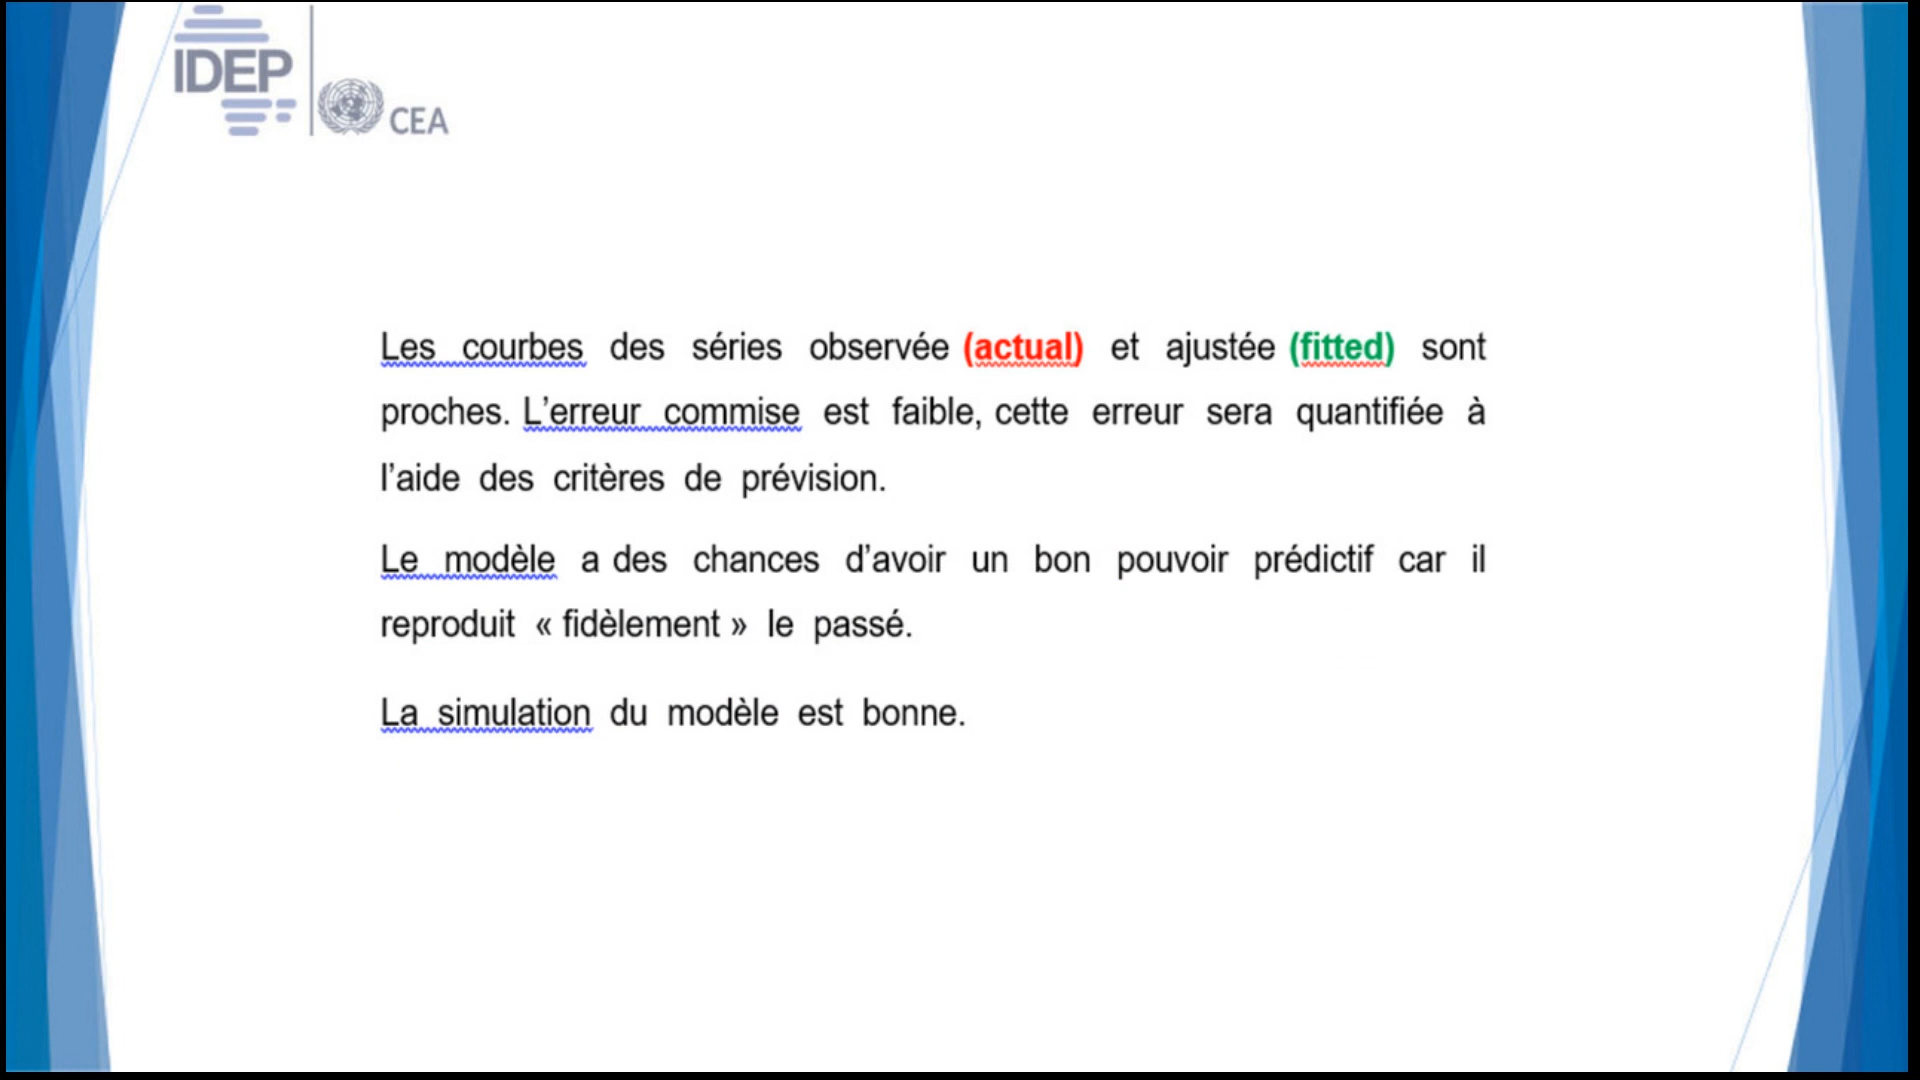 IDEP
CEA
Les courbes des séries observée (actual) et ajustée (fitted) sont
proches. L’erreur commise est faible, cette erreur sera quantifiée à
l’aide des critères de prévision.
Le modèle a des chances d’avoir un bon pouvoir prédictif car il
reproduit « fidèlement » le passé.
La simulation du modèle est bonne.